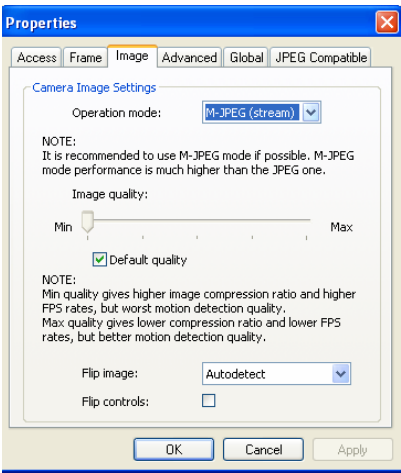 Properties
Access Frame Image Advanced Global JPEG Compatible
Camera Image Settings
Operation mode: M-JPEG (stream)
NOTE:
It is recommended to use M-JPEG mode if possible. M-JPEG
mode performance is much higher than the JPEG one.
Image quality:
Min Max
Default quality
NOTE:
Min quality gives higher image compression ratio and higher
FPS rates, but worst motion detection quality.
Max quality gives lower compression ratio and lower FPS
rates, but better motion detection quality.
Flip image: Autodetect
Flip controls:
OK Cancel Apply